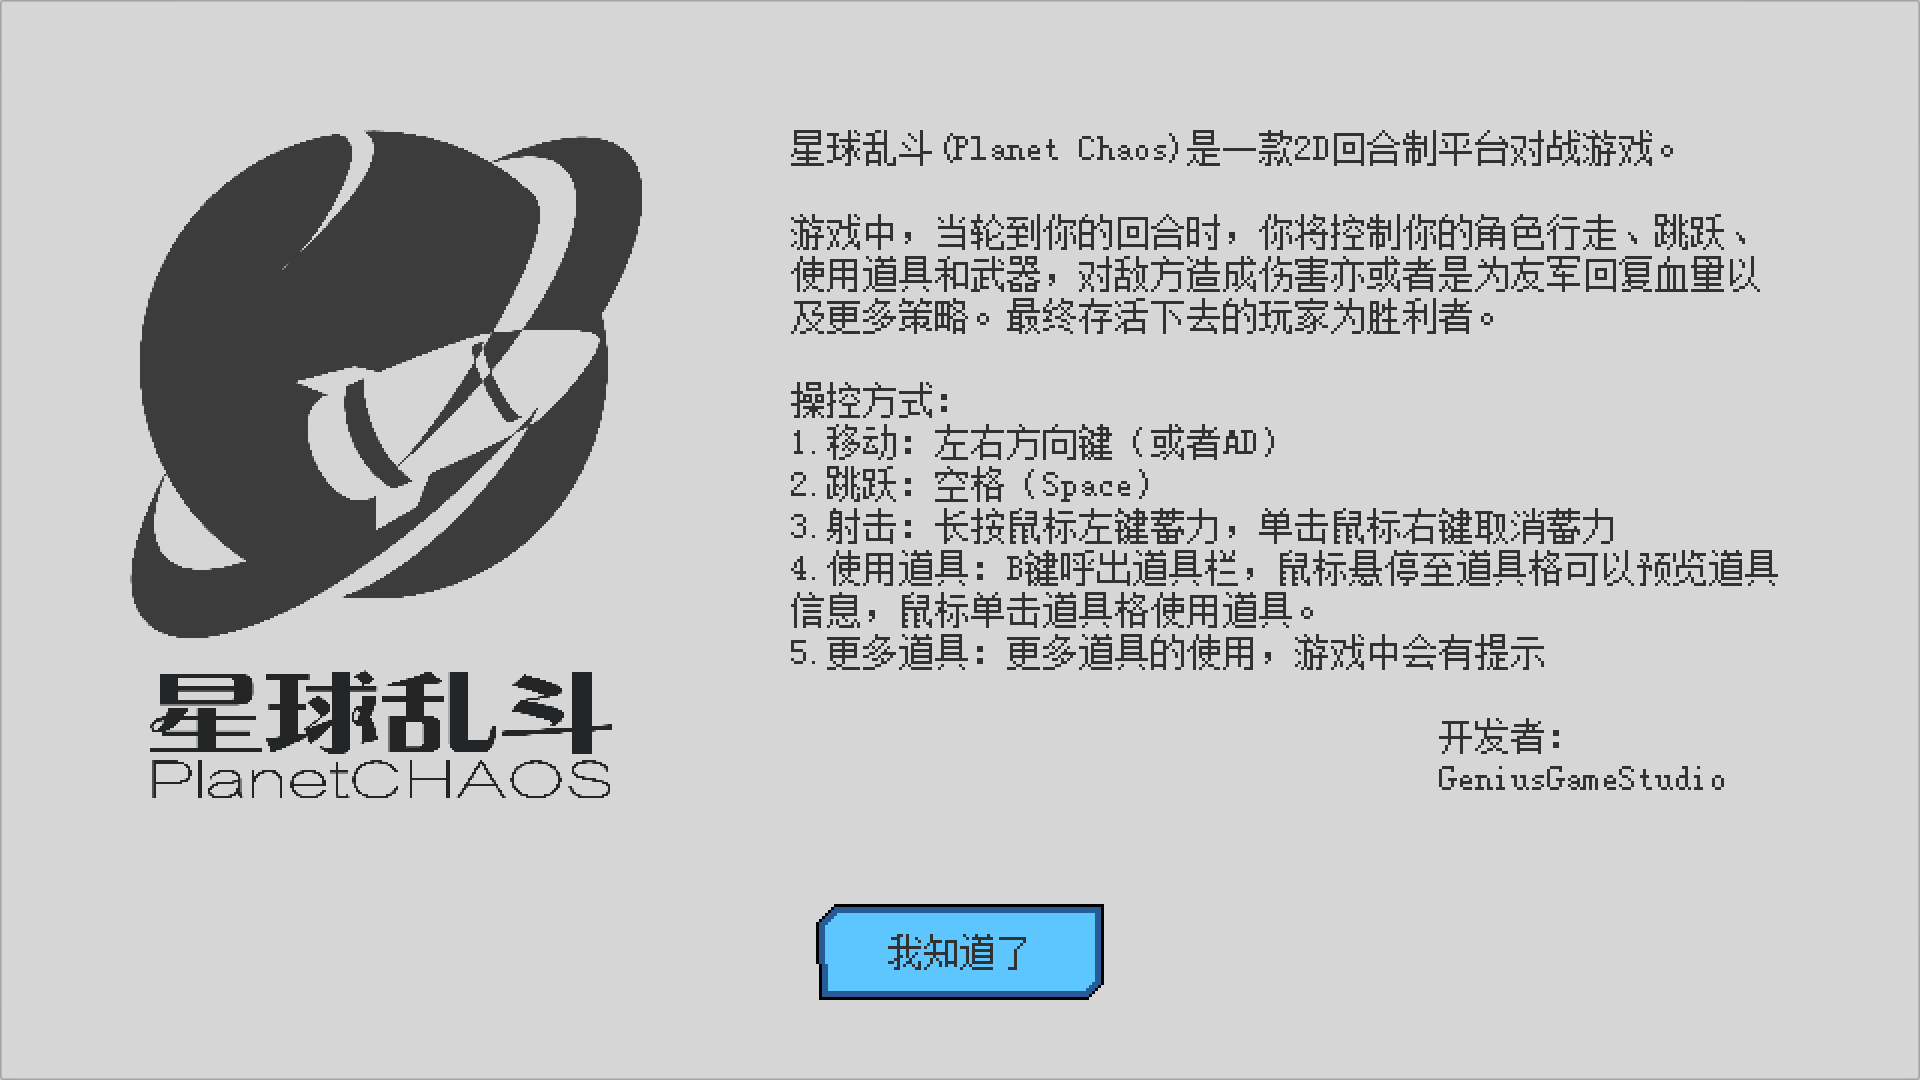 星球乱斗
PlanetCHAOS
星球乱斗(Planet Chaos)是一款2D回合制平台对战游戏。
游戏中，当轮到你的回合时，你将控制你的角色行走、跳跃、
使用道具和武器，对敌方造成伤害亦或者是为友军回复血量以
及更多策略。最终存活下去的玩家为胜利者。
操控方式：
1.移动：左右方向键（或者AD）
2.跳跃：空格（Space）
3.射击：长按鼠标左键蓄力，单击鼠标右键取消蓄力
4.使用道具：B键呼出道具栏，鼠标悬停至道具格可以预览道具
信息，鼠标单击道具格使用道具。
5.更多道具：更多道具的使用，游戏中会有提示
开发者：
GeniusGameStudio
我知道了